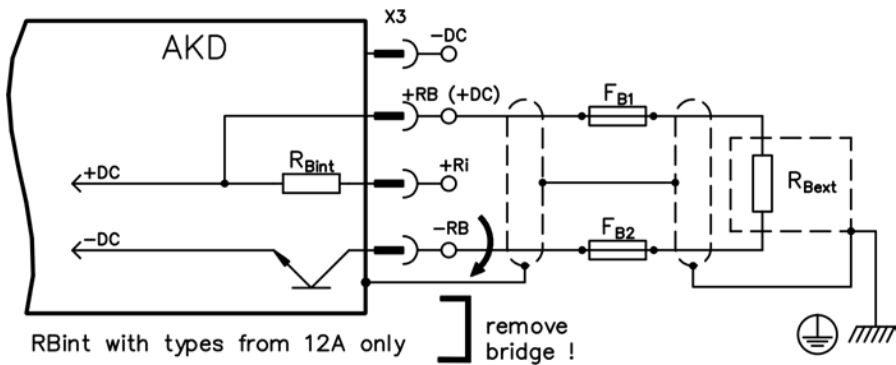 X3
AKD
-DC
+RB (+DC)
FB1
+DC
RBint
+Ri
RBext
-DC
-RB
FB2
RBint with types from 12A only
remove
bridge !